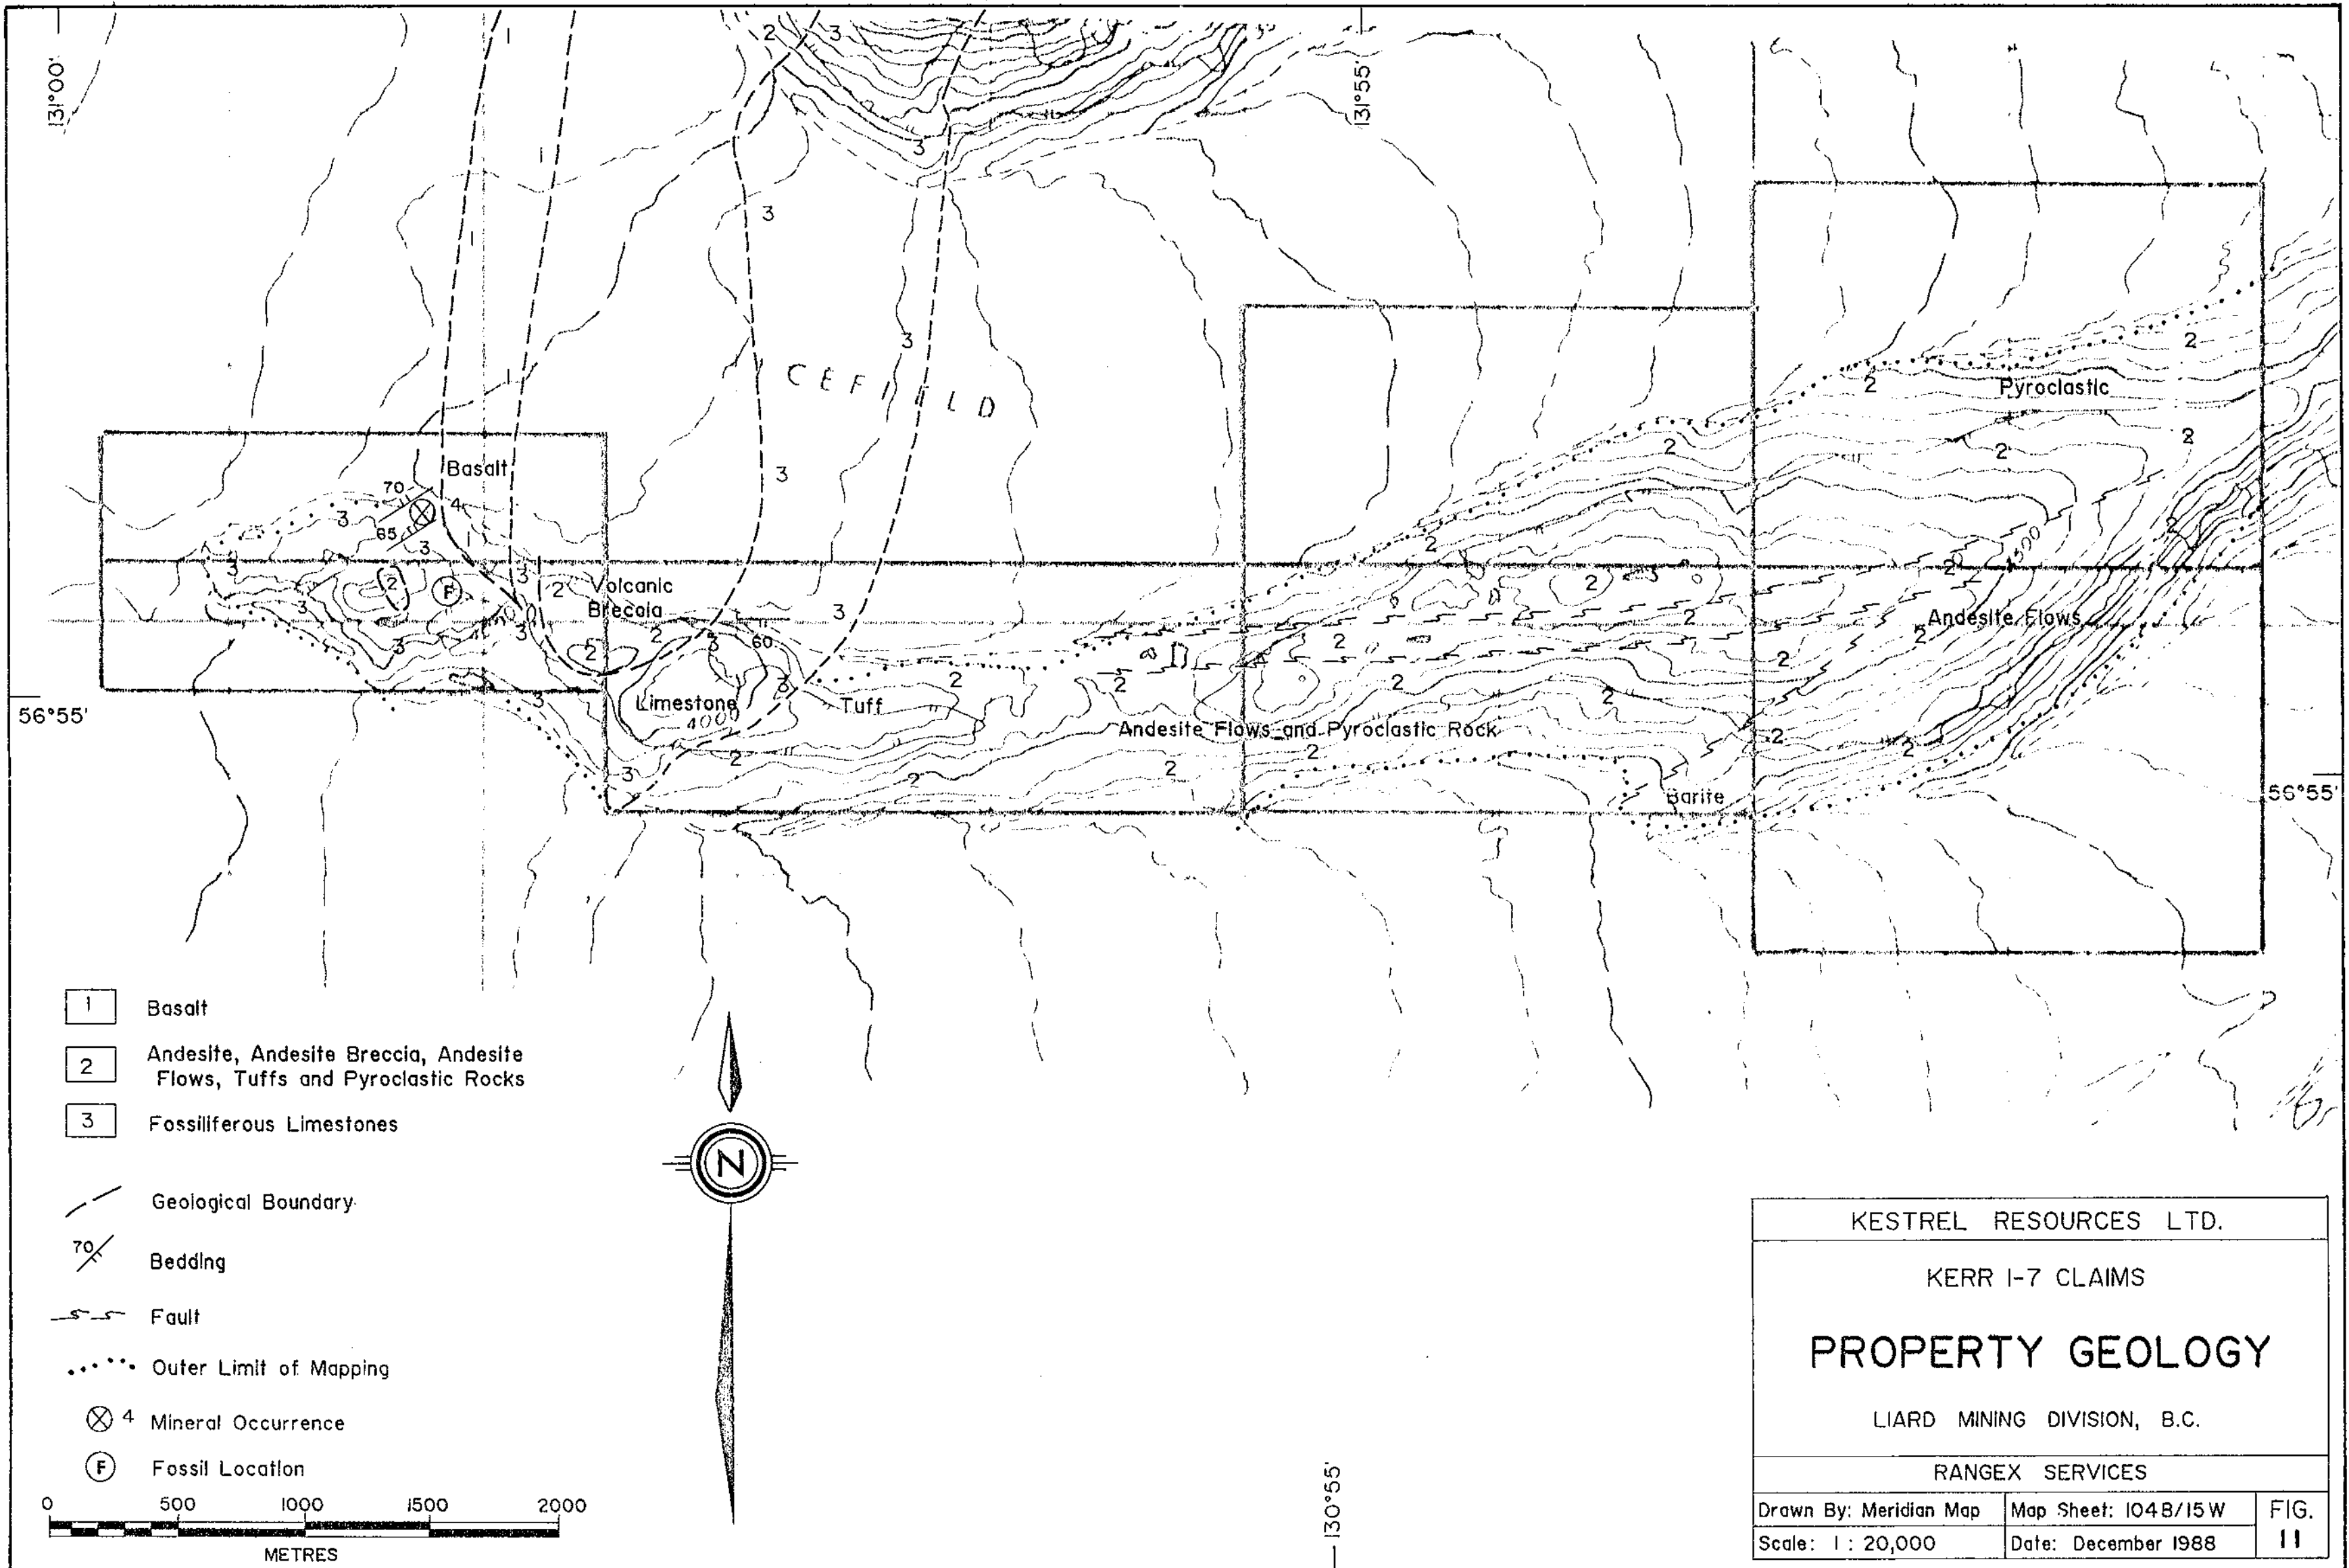 131°00'
131°55'
CEFIELD
Pyroclastic
Basalt
70
4
65
F
Volcanic
Breccia
60
Limestone
4000
Tuff
Andesite Flows
4500
Andesite Flows and Pyroclastic Rock
Barite
56°55'
56°55'
1 Basalt
2 Andesite, Andesite Breccia, Andesite
Flows, Tuffs and Pyroclastic Rocks
3 Fossiliferous Limestones
Geological Boundary
70 Bedding
Fault
Outer Limit of Mapping
4 Mineral Occurrence
F Fossil Location
0 500 1000 1500 2000
METRES
N
130°55'
KESTREL RESOURCES LTD.
KERR 1-7 CLAIMS
PROPERTY GEOLOGY
LIARD MINING DIVISION, B.C.
RANGEX SERVICES
Drawn By: Meridian Map
Map Sheet: 104B/15W
FIG.
11
Scale: 1 : 20,000
Date: December 1988